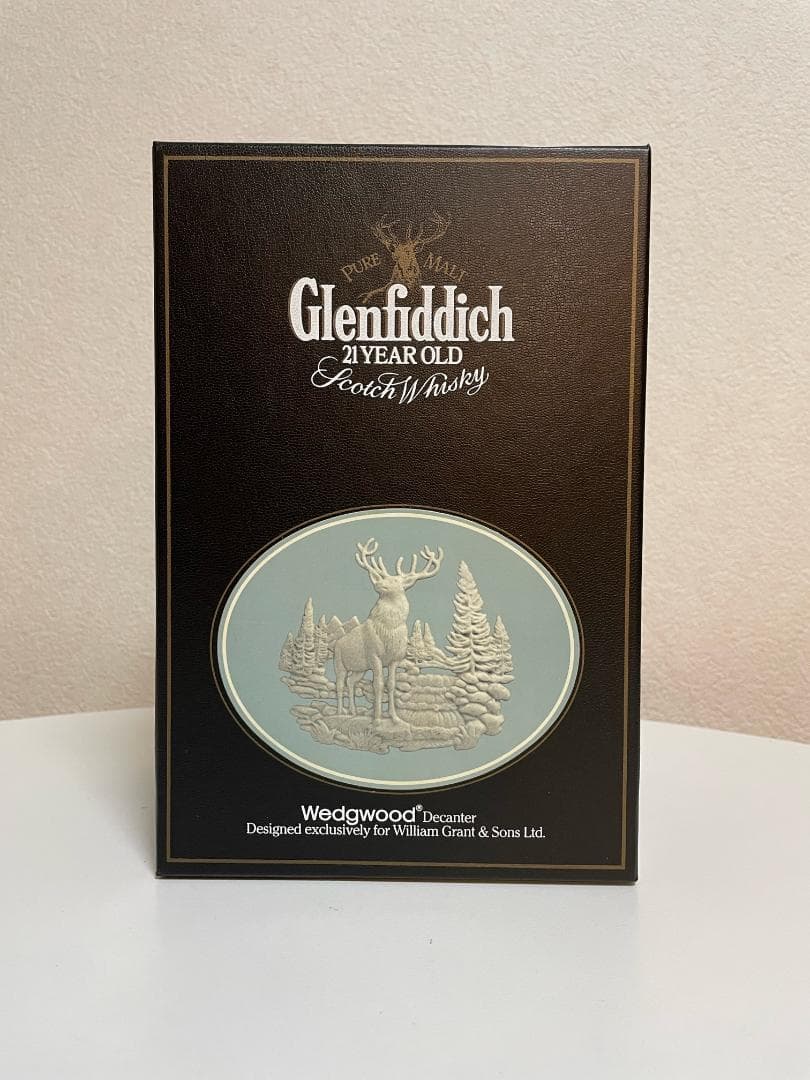 PURE MALT
Glenfiddich
21 YEAR OLD
Scotch Whisky
Wedgwood® Decanter
Designed exclusively for William Grant & Sons Ltd.